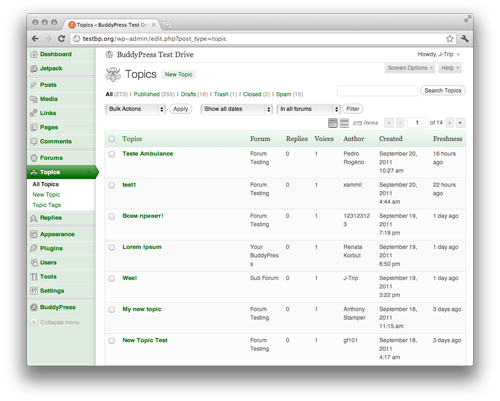 Topics ‹ BuddyPress Test Driv
testbp.org/wp-admin/edit.php?post_type=topic
Dashboard
Jetpack
Posts
Media
Links
Pages
Comments
Forums
Topics
All Topics
New Topic
Topic Tags
Replies
Appearance
Plugins
Users
Tools
Settings
BuddyPress
Collapse menu
BuddyPress Test Drive
Howdy, J-Trip
Screen Options
Help
Topics New Topic
All (273) | Published (255) | Drafts (16) | Trash (1) | Closed (2) | Spam (15)
Search Topics
Bulk Actions Apply Show all dates In all forums Filter
273 items « ‹ 1 of 14 › »
Topics Forum Replies Voices Author Created Freshness
Teste Ambulance Forum Testing 0 1 Pedro Rogério September 20, 2011 10:27 am 16 hours ago
test1 Forum Testing 0 1 xammil September 20, 2011 4:44 am 22 hours ago
Всем привет! Forum Testing 0 1 123123123 September 19, 2011 7:19 pm 1 day ago
Lorem Ipsum Your BuddyPress 0 1 Renata Korbut September 19, 2011 6:50 pm 1 day ago
Wee! Sub Forum 0 1 J-Trip September 19, 2011 3:22 pm 1 day ago
My new topic Forum Testing 0 1 Anthony Stamper September 18, 2011 11:15 am 3 days ago
New Topic Test Forum Testing 0 1 gf101 September 18, 2011 4:17 am 3 days ago